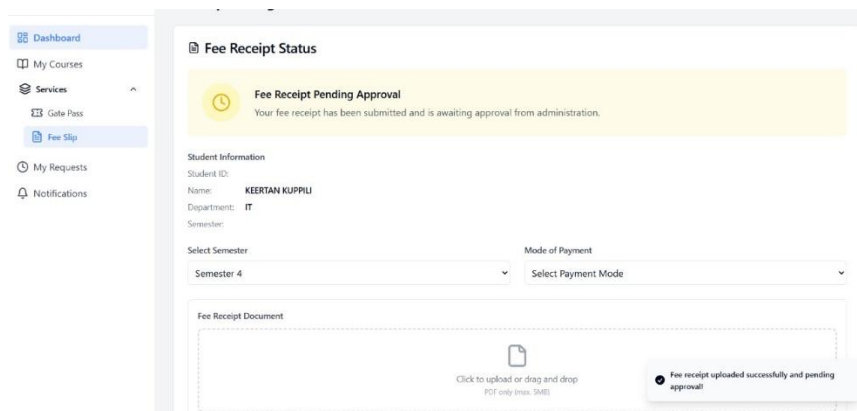 Dashboard
My Courses
Services
Gate Pass
Fee Slip
My Requests
Notifications
Fee Receipt Status
Fee Receipt Pending Approval
Your fee receipt has been submitted and is awaiting approval from administration.
Student Information
Student ID:
Name: KEERTAN KUPPILI
Department: IT
Semester:
Select Semester
Mode of Payment
Semester 4
Select Payment Mode
Fee Receipt Document
Click to upload or drag and drop
PDF only (max. 5MB)
Fee receipt uploaded successfully and pending
approval!